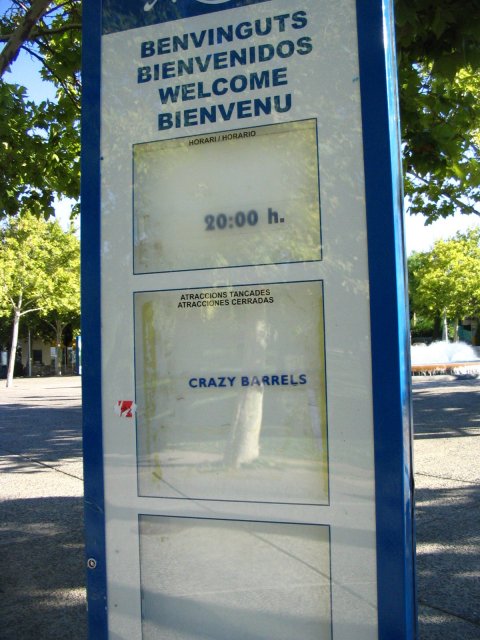 BENVINGUTS
BIENVENIDOS
WELCOME
BIENVENU
HORARI / HORARIO
20:00 h.
ATRACCIONS TANCADES
ATRACCIONES CERRADAS
CRAZY BARRELS